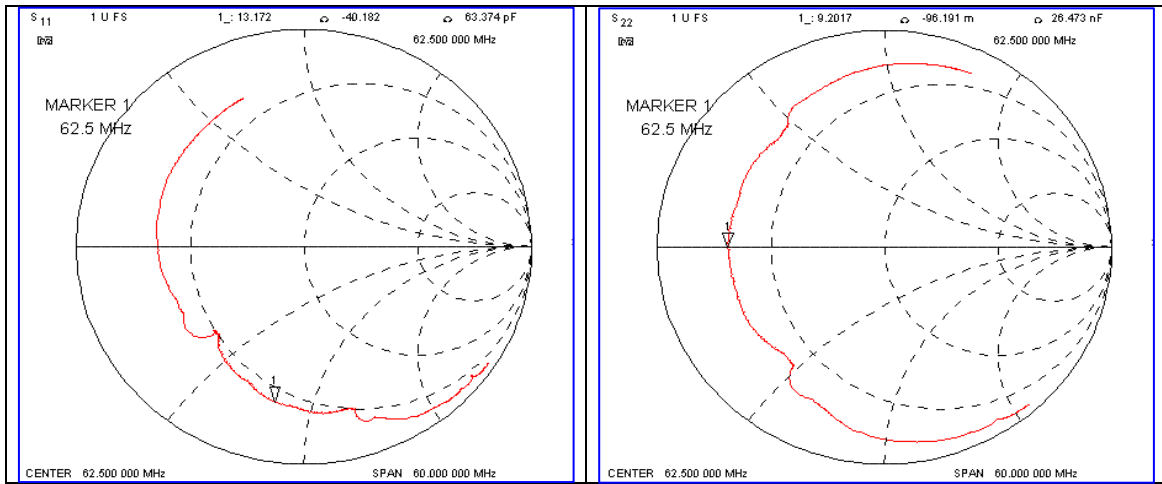 S11 1 U FS 1_: 13.172 Ω -40.182 Ω 63.374 pF
62.500 000 MHz
MARKER 1
62.5 MHz
1
CENTER 62.500 000 MHz SPAN 60.000 000 MHz
S22 1 U FS 1_: 9.2017 Ω -96.191 m Ω 26.473 nF
62.500 000 MHz
MARKER 1
62.5 MHz
1
CENTER 62.500 000 MHz SPAN 60.000 000 MHz